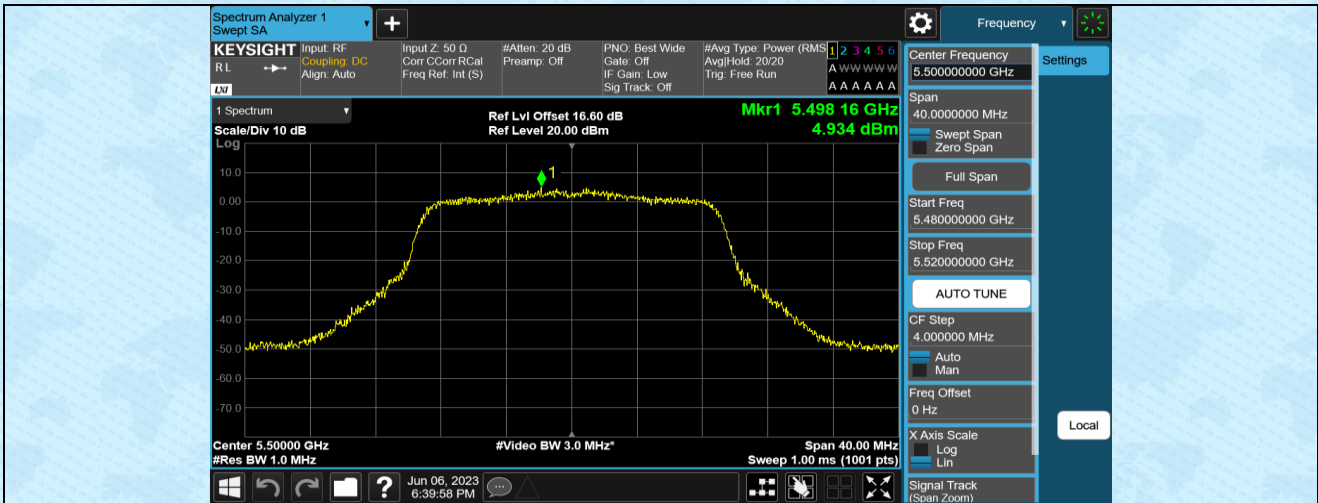 Spectrum Analyzer 1
Swept SA
+
Frequency
KEYSIGHT
RL
LXI
Input: RF
Coupling: DC
Align: Auto
Input Z: 50 Ω
Corr CCorr RCal
Freq Ref: Int (S)
#Atten: 20 dB
Preamp: Off
PNO: Best Wide
Gate: Off
IF Gain: Low
Sig Track: Off
#Avg Type: Power (RMS
Avg|Hold: 20/20
Trig: Free Run
1 2 3 4 5 6
A W W W W W
A A A A A A
1 Spectrum
Scale/Div 10 dB
Log
Ref Lvl Offset 16.60 dB
Ref Level 20.00 dBm
Mkr1 5.498 16 GHz
4.934 dBm
1
10.0
0.00
-10.0
-20.0
-30.0
-40.0
-50.0
-60.0
-70.0
Center 5.50000 GHz
#Res BW 1.0 MHz
#Video BW 3.0 MHz*
Span 40.00 MHz
Sweep 1.00 ms (1001 pts)
?
Jun 06, 2023
6:39:58 PM
Center Frequency
5.500000000 GHz
Span
40.0000000 MHz
Swept Span
Zero Span
Full Span
Start Freq
5.480000000 GHz
Stop Freq
5.520000000 GHz
AUTO TUNE
CF Step
4.000000 MHz
Auto
Man
Freq Offset
0 Hz
X Axis Scale
Log
Lin
Signal Track
(Span Zoom)
Settings
Local